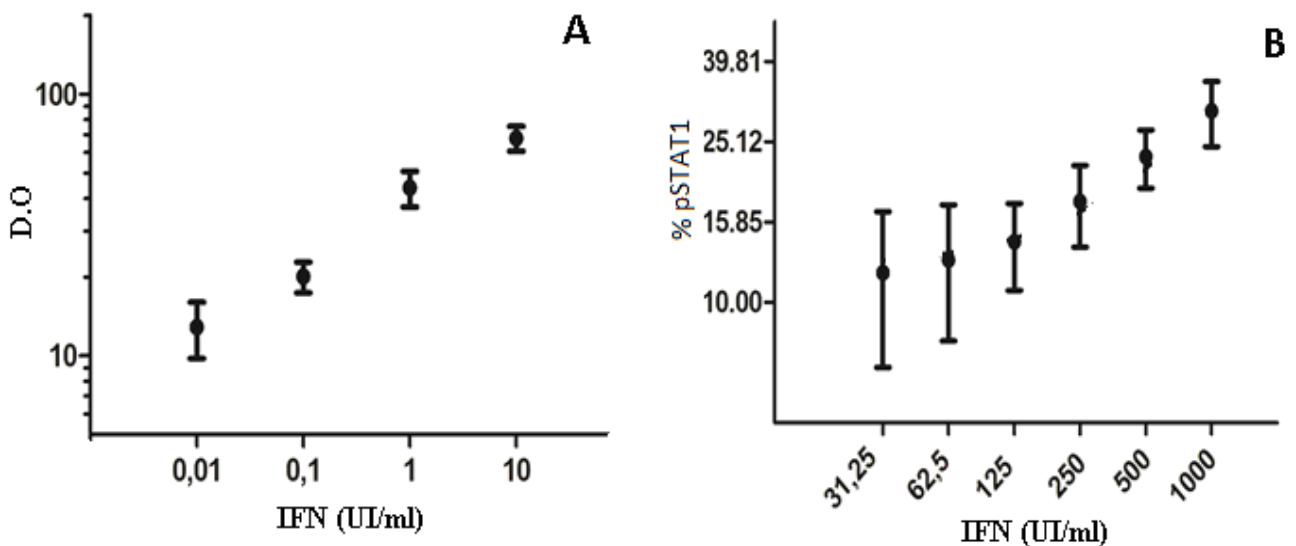 A
100
10
D.O
0,01 0,1 1 10
IFN (UI/ml)
B
39.81
25.12
15.85
10.00
% pSTAT1
31,25 62,5 125 250 500 1000
IFN (UI/ml)